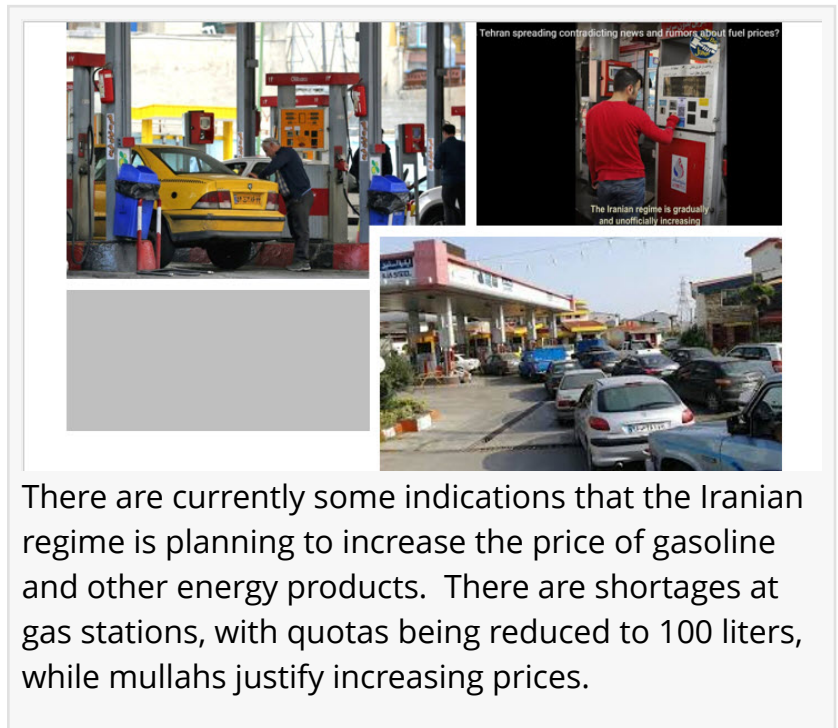 Tehran spreading contradicting news and rumors about fuel prices?
The Iranian regime is gradually
and unofficially increasing
There are currently some indications that the Iranian
regime is planning to increase the price of gasoline
and other energy products.  There are shortages at
gas stations, with quotas being reduced to 100 liters,
while mullahs justify increasing prices.